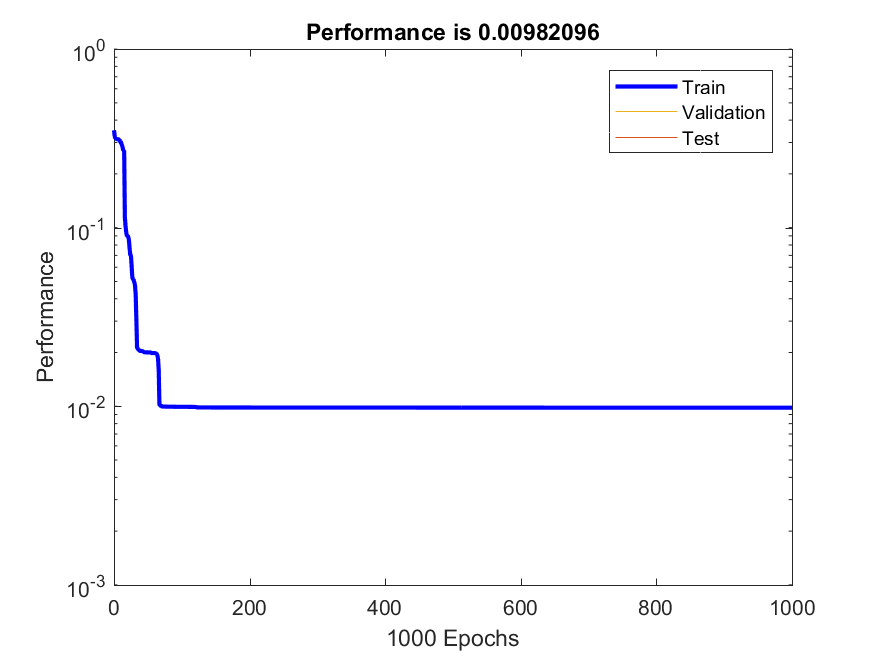 Performance is 0.00982096
10^0
Train
Validation
Test
10^-1
Performance
10^-2
10^-3
0 200 400 600 800 1000
1000 Epochs